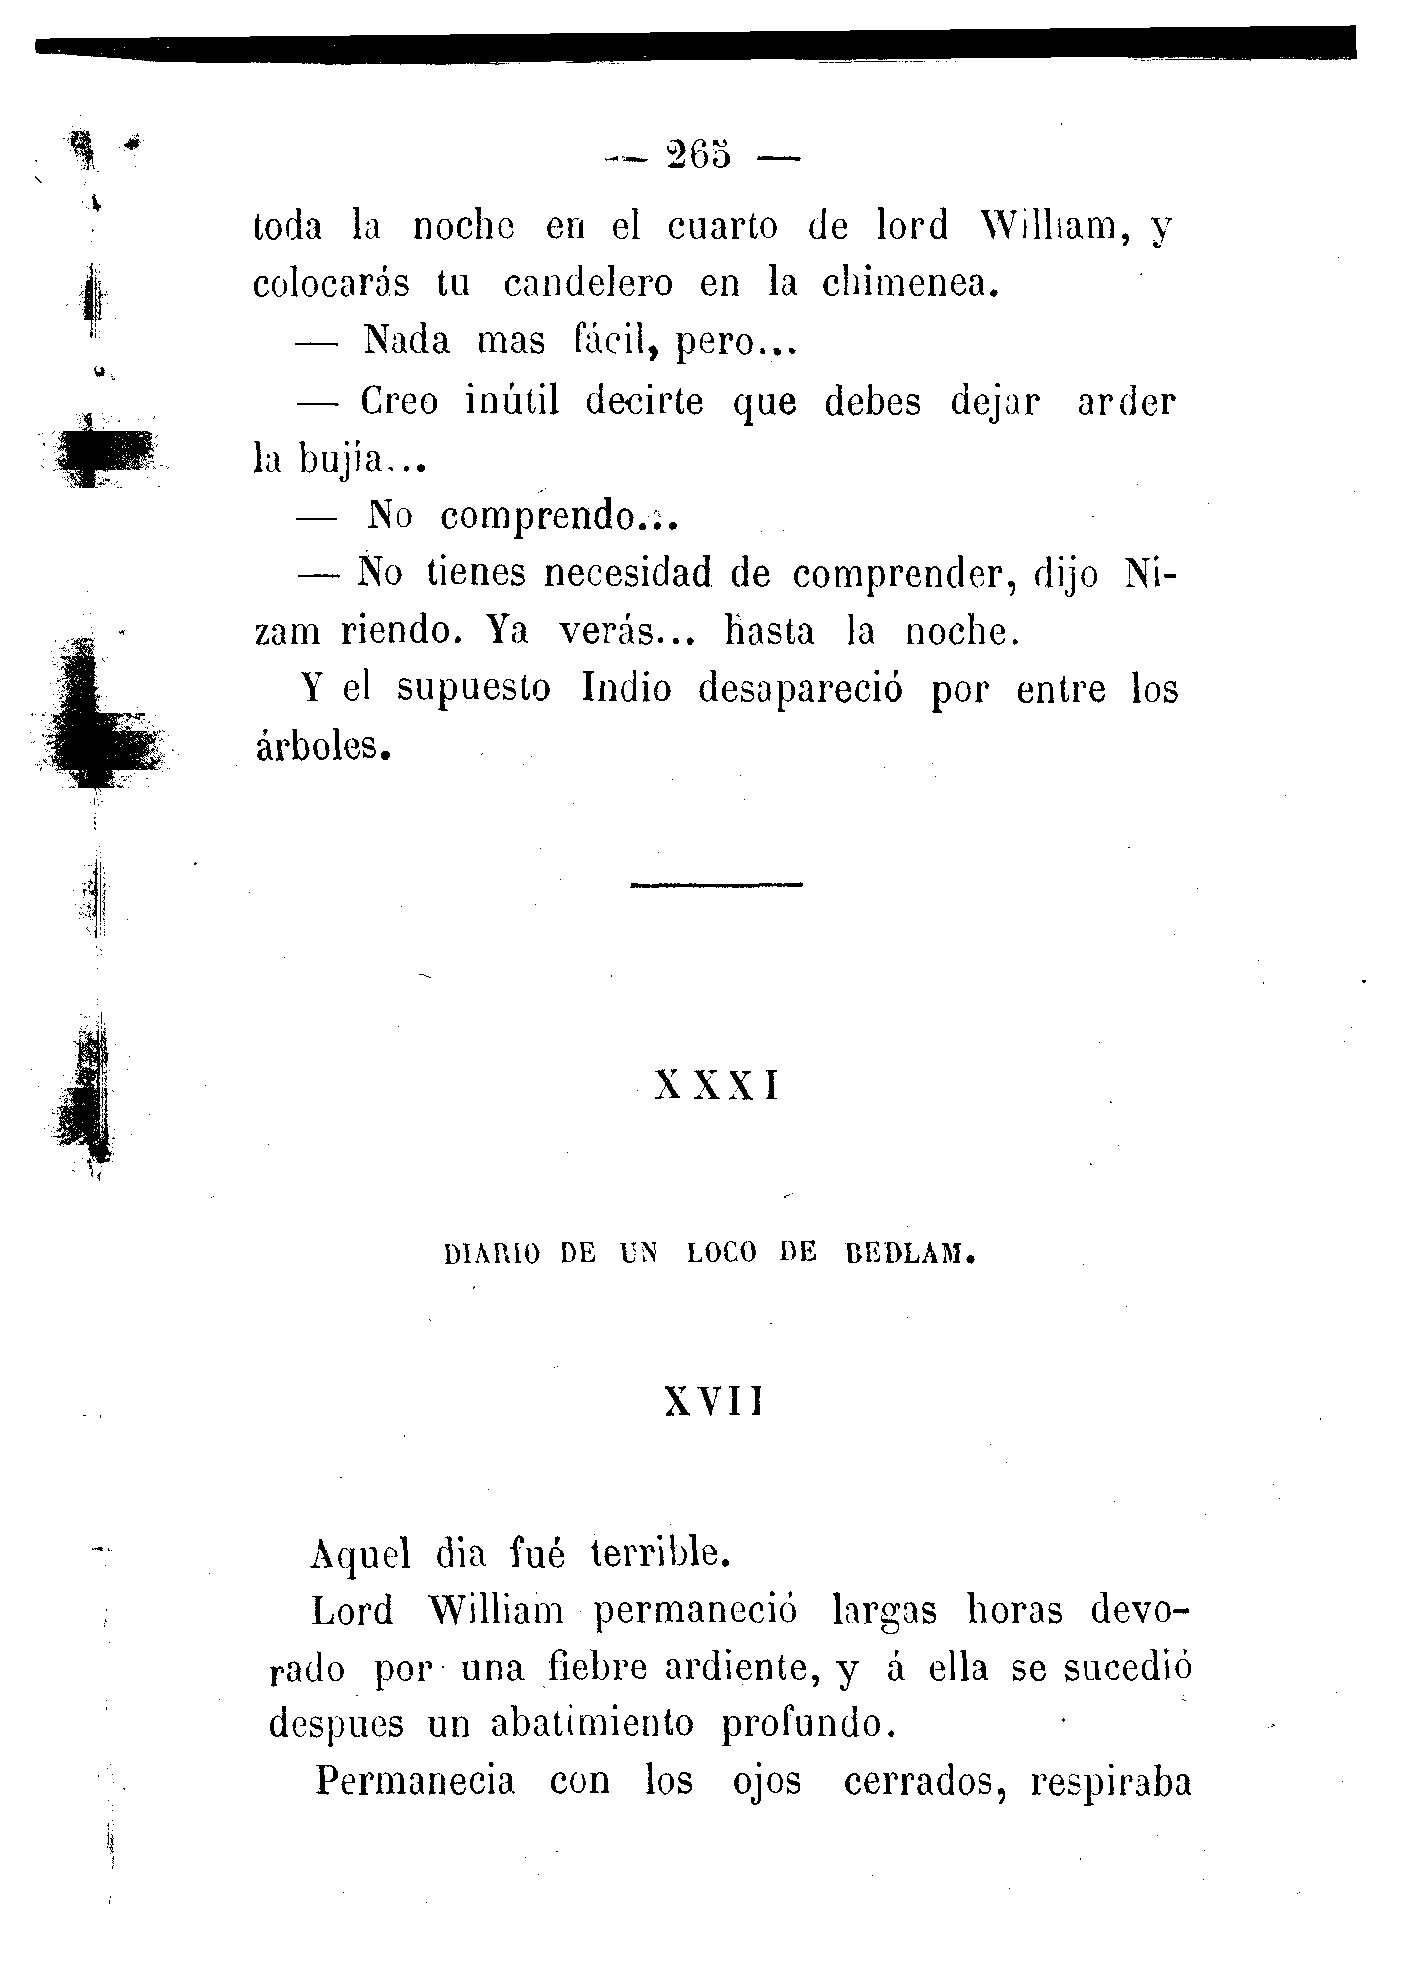 — 265 —
toda la noche en el cuarto de lord William, y
colocarás tu candelero en la chimenea.
— Nada mas fácil, pero...
— Creo inútil decirte que debes dejar arder
la bujía...
— No comprendo...
— No tienes necesidad de comprender, dijo Ni-
zam riendo. Ya verás... hasta la noche.
Y el supuesto Indio desapareció por entre los
árboles.
XXXI
DIARIO DE UN LOCO DE BEDLAM.
XVII
Aquel dia fué terrible.
Lord William permaneció largas horas devo-
rado por una fiebre ardiente, y á ella se sucedió
despues un abatimiento profundo.
Permanecia con los ojos cerrados, respiraba